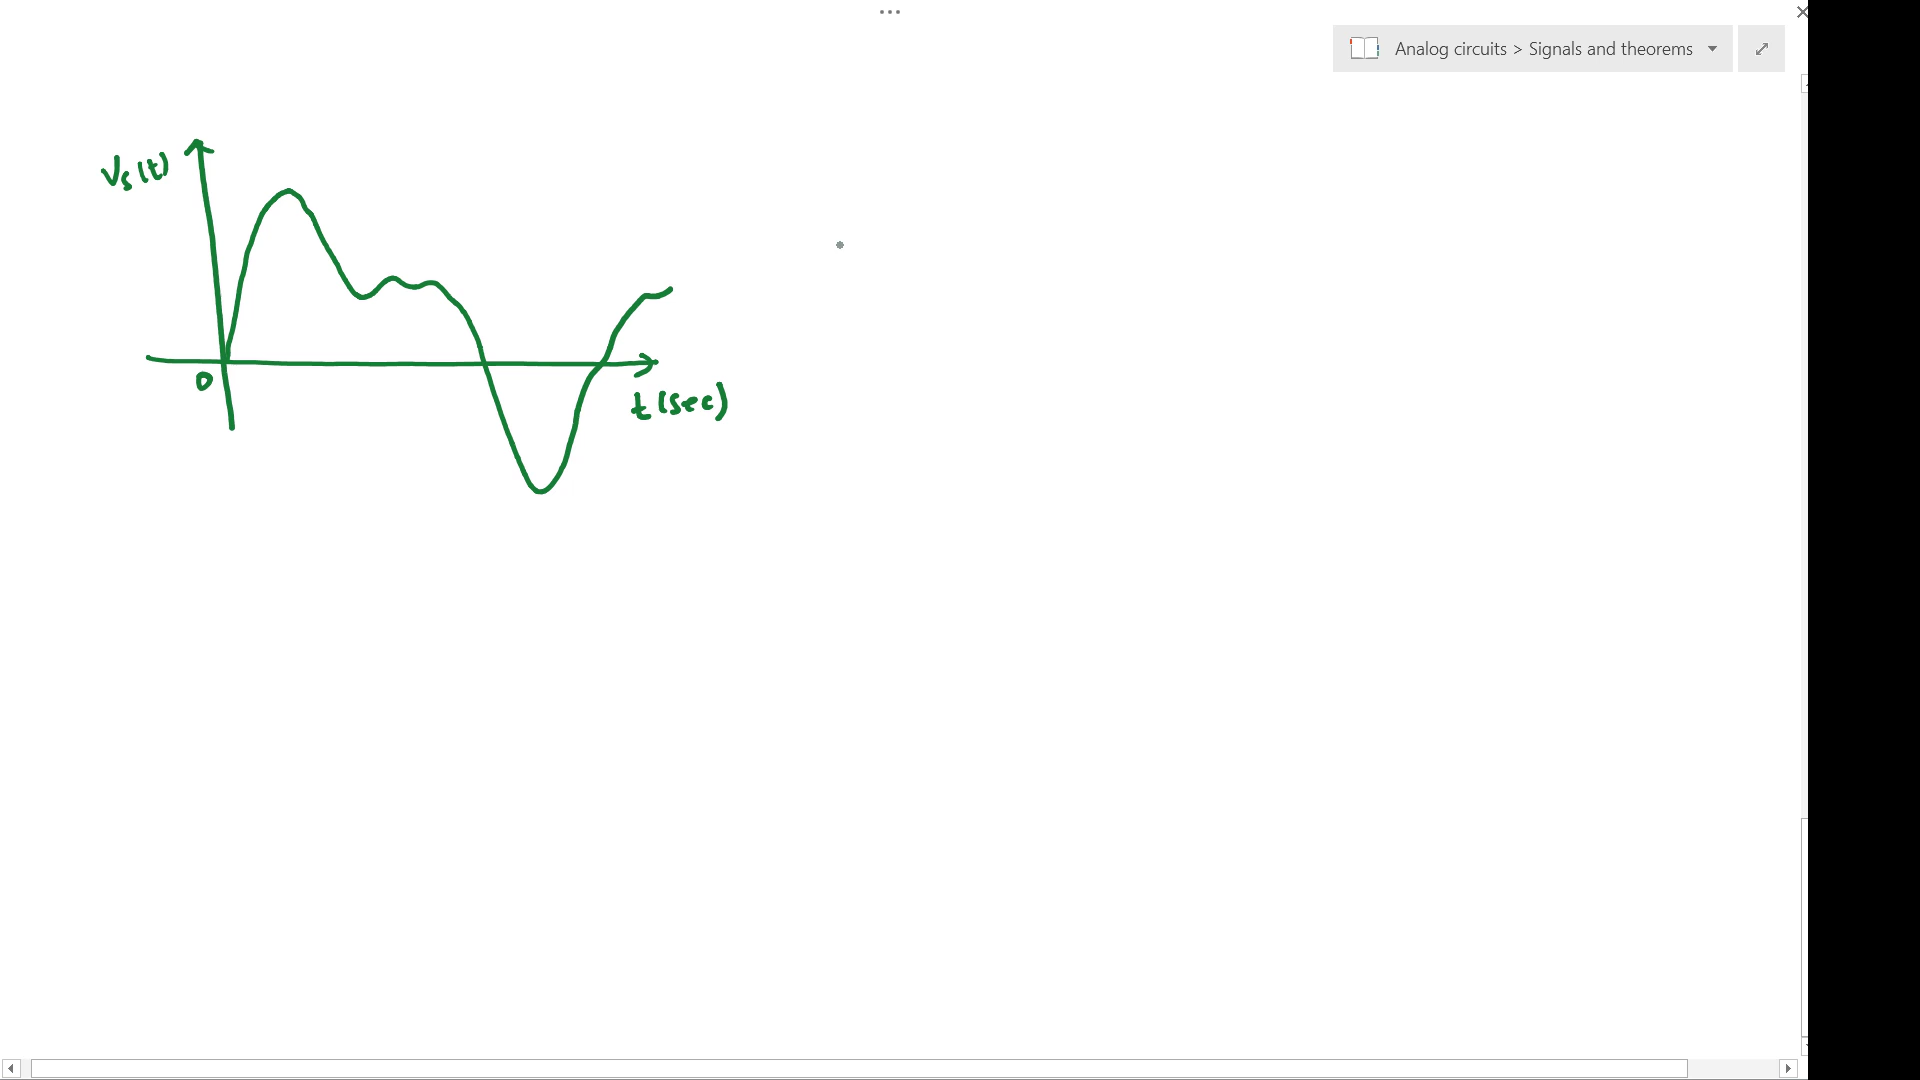 Analog circuits > Signals and theorems
Vs(t)
0
t(sec)